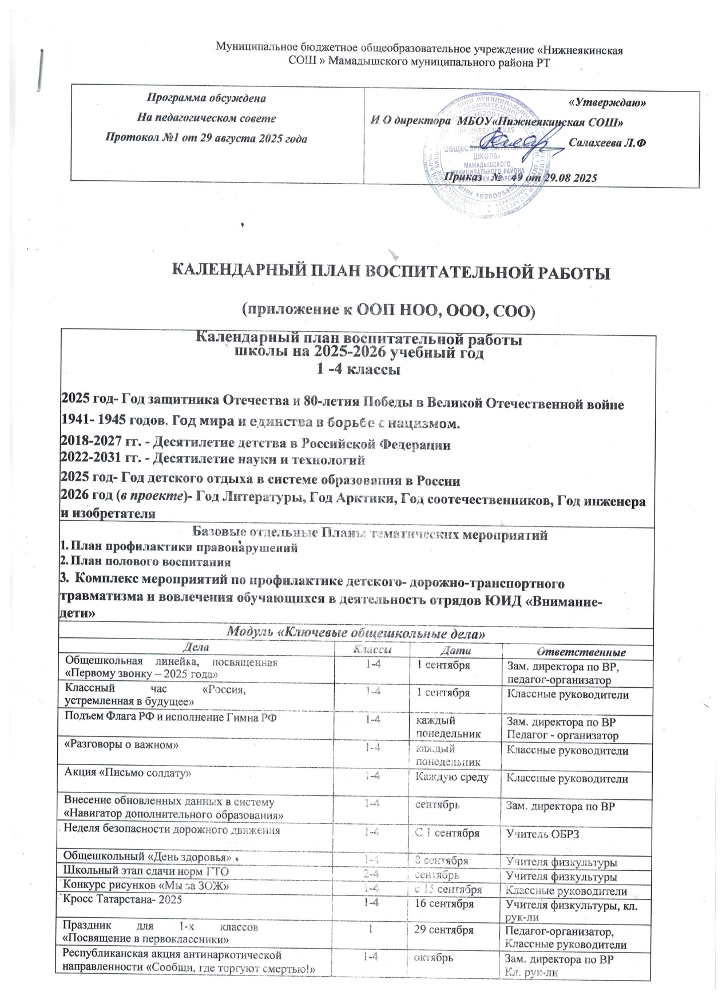 Муниципальное бюджетное общеобразовательное учреждение «Нижнеякинская
СОШ » Мамадышского муниципального района РТ
Программа обсуждена
На педагогическом совете
Протокол №1 от 29 августа 2025 года
«Утверждаю»
И О директора МБОУ«Нижнеякинская СОШ»
Салахеева Л.Ф
Приказ № 49 от 29.08 2025
ШКОЛА»
МАМАДЫШСКОГО
МУНИЦИПАЛЬНОГО РАЙОНА
ИНН 1626005455
КАЛЕНДАРНЫЙ ПЛАН ВОСПИТАТЕЛЬНОЙ РАБОТЫ
(приложение к ООП НОО, ООО, СОО)
Календарный план воспитательной работы
школы на 2025-2026 учебный год
1 -4 классы
2025 год- Год защитника Отечества и 80-летия Победы в Великой Отечественной войне
1941- 1945 годов. Год мира и единства в борьбе с нацизмом.
2018-2027 гг. - Десятилетие детства в Российской Федерации
2022-2031 гг. - Десятилетие науки и технологий
2025 год- Год детского отдыха в системе образования в России
2026 год (в проекте)- Год Литературы, Год Арктики, Год соотечественников, Год инженера
и изобретателя
Базовые отдельные Планы тематических мероприятий
1. План профилактики правонарушений
2. План полового воспитания
3. Комплекс мероприятий по профилактике детского- дорожно-транспортного
травматизма и вовлечения обучающихся в деятельность отрядов ЮИД «Внимание-
дети»
Модуль «Ключевые общешкольные дела»
Дела Классы Дати Ответственные
Общешкольная линейка, посвященная 1-4 1 сентября Зам. директора по ВР,
«Первому звонку – 2025 года» педагог-организатор
Классный час «Россия, 1-4 1 сентября Классные руководители
устремленная в будущее»
Подъем Флага РФ и исполнение Гимна РФ 1-4 каждый Зам. директора по ВР
понедельник Педагог - организатор
«Разговоры о важном» 1-4 каждый Классные руководители
понедельник
Акция «Письмо солдату» 1-4 Каждую среду Классные руководители
Внесение обновленных данных в систему 1-4 сентябрь Зам. директора по ВР
«Навигатор дополнительного образования»
Неделя безопасности дорожного движения 1-4 С 1 сентября Учитель ОБРЗ
Общешкольный «День здоровья» 1-4 3 сентября Учителя физкультуры
Школьный этап сдачи норм ГТО 2-4 сентябрь Учителя физкультуры
Конкурс рисунков «Мы за ЗОЖ» 1-4 с 15 сентября Классные руководители
Кросс Татарстана- 2025 1-4 16 сентября Учителя физкультуры, кл.
рук-ли
Праздник для 1-х классов 1 29 сентября Педагог-организатор,
«Посвящение в первоклассники» Классные руководители
Республиканская акция антинаркотической 1-4 октябрь Зам. директора по ВР
направленности «Сообщи, где торгуют смертью!» Кл. рук-ли